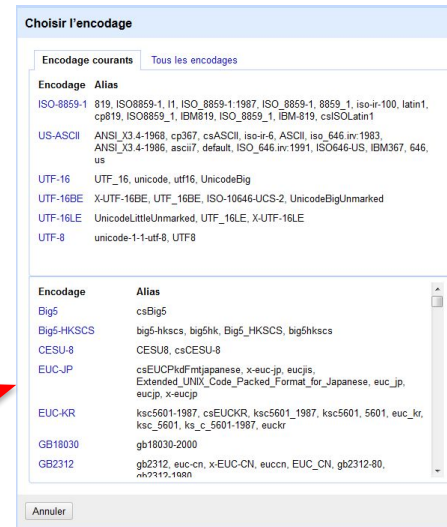 Choisir l'encodage
Encodage courants Tous les encodages
Encodage Alias
ISO-8859-1 819, ISO8859-1, l1, ISO_8859-1:1987, ISO_8859-1, 8859_1, iso-ir-100, latin1,
cp819, ISO8859_1, IBM819, ISO_8859_1, IBM-819, csISOLatin1
US-ASCII ANSI_X3.4-1968, cp367, csASCII, iso-ir-6, ASCII, iso_646.irv:1983,
ANSI_X3.4-1986, ascii7, default, ISO_646.irv:1991, ISO646-US, IBM367, 646,
us
UTF-16 UTF_16, unicode, utf16, UnicodeBig
UTF-16BE X-UTF-16BE, UTF_16BE, ISO-10646-UCS-2, UnicodeBigUnmarked
UTF-16LE UnicodeLittleUnmarked, UTF_16LE, X-UTF-16LE
UTF-8 unicode-1-1-utf-8, UTF8
Encodage Alias
Big5 csBig5
Big5-HKSCS big5-hkscs, big5hk, Big5_HKSCS, big5hkscs
CESU-8 CESU8, csCESU-8
EUC-JP csEUCPkdFmtjapanese, x-euc-jp, eucjis,
Extended_UNIX_Code_Packed_Format_for_Japanese, euc_jp,
eucjp, x-eucjp
EUC-KR ksc5601-1987, csEUCKR, ksc5601_1987, ksc5601, 5601, euc_kr,
ksc_5601, ks_c_5601-1987, euckr
GB18030 gb18030-2000
GB2312 gb2312, euc-cn, x-EUC-CN, euccn, EUC_CN, gb2312-80,
gb2312-1980
Annuler